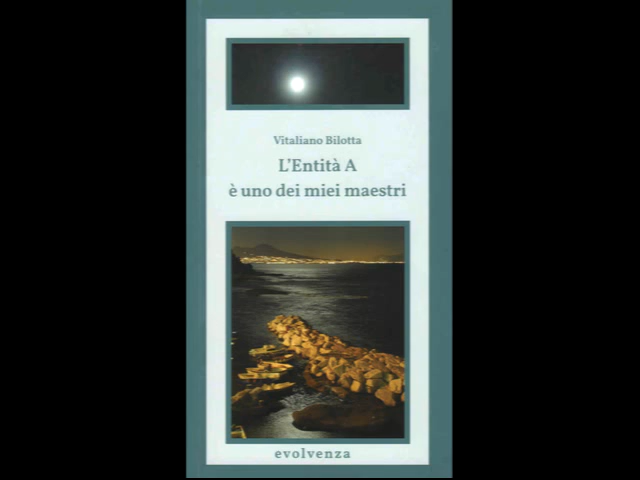 Vitaliano Bilotta
L'Entità A
è uno dei miei maestri
evolvenza